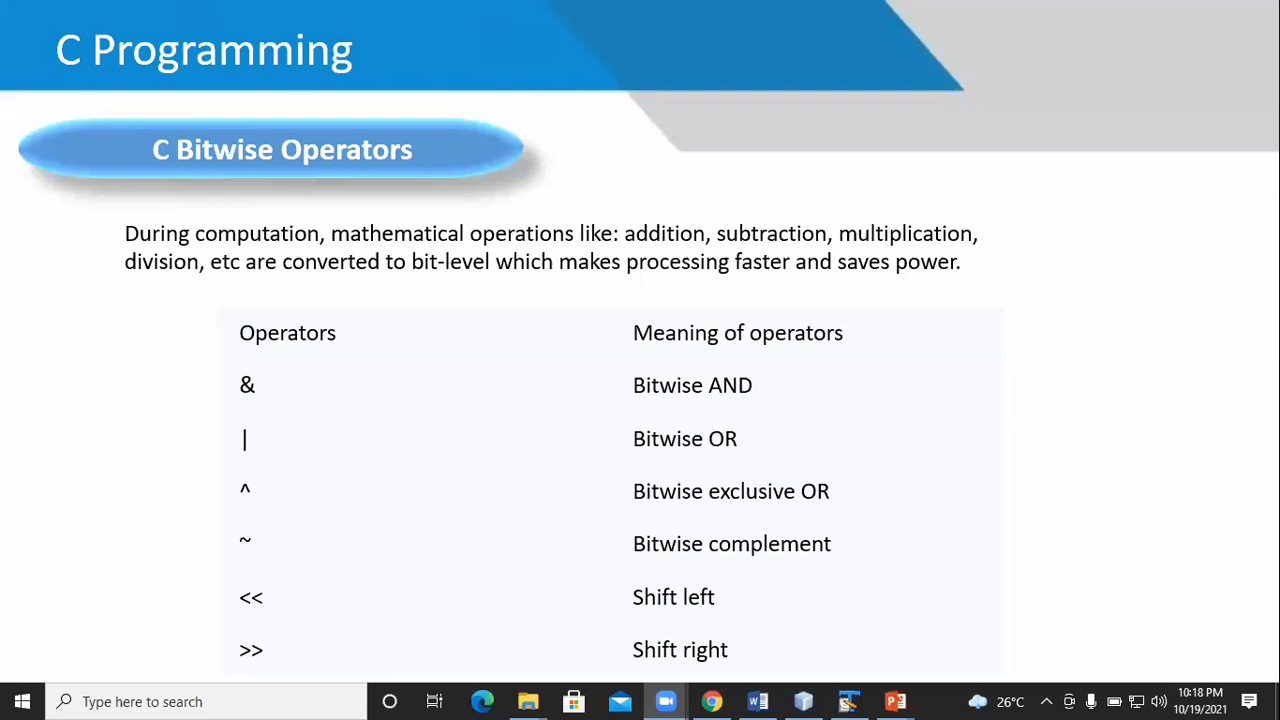 C Programming
C Bitwise Operators
During computation, mathematical operations like: addition, subtraction, multiplication,
division, etc are converted to bit-level which makes processing faster and saves power.
Operators Meaning of operators
& Bitwise AND
| Bitwise OR
^ Bitwise exclusive OR
~ Bitwise complement
<< Shift left
>> Shift right
Type here to search 26°C 10:18 PM
10/19/2021